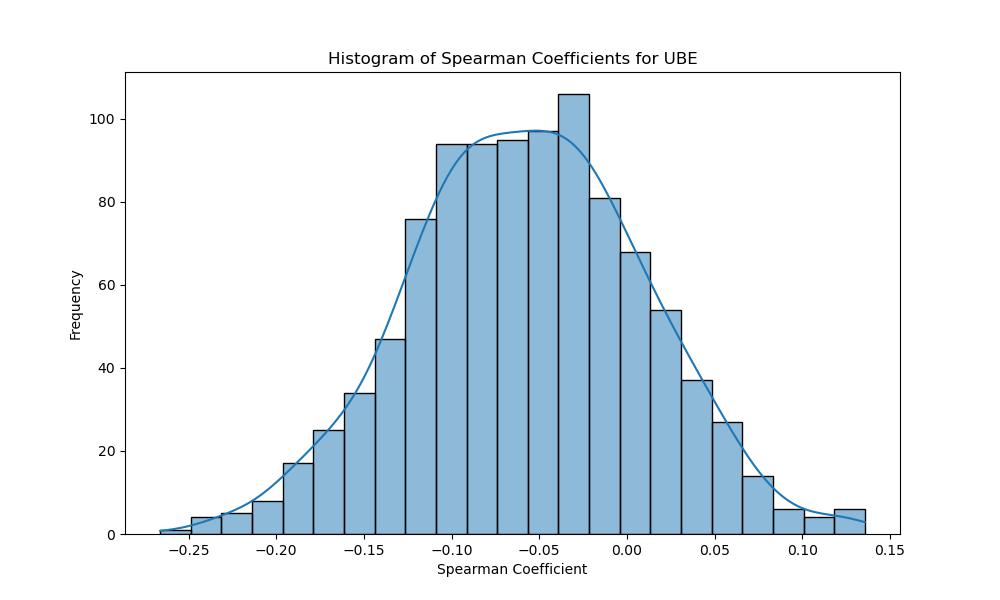 Histogram of Spearman Coefficients for UBE
100
80
60
40
20
0
Frequency
−0.25 −0.20 −0.15 −0.10 −0.05 0.00 0.05 0.10 0.15
Spearman Coefficient